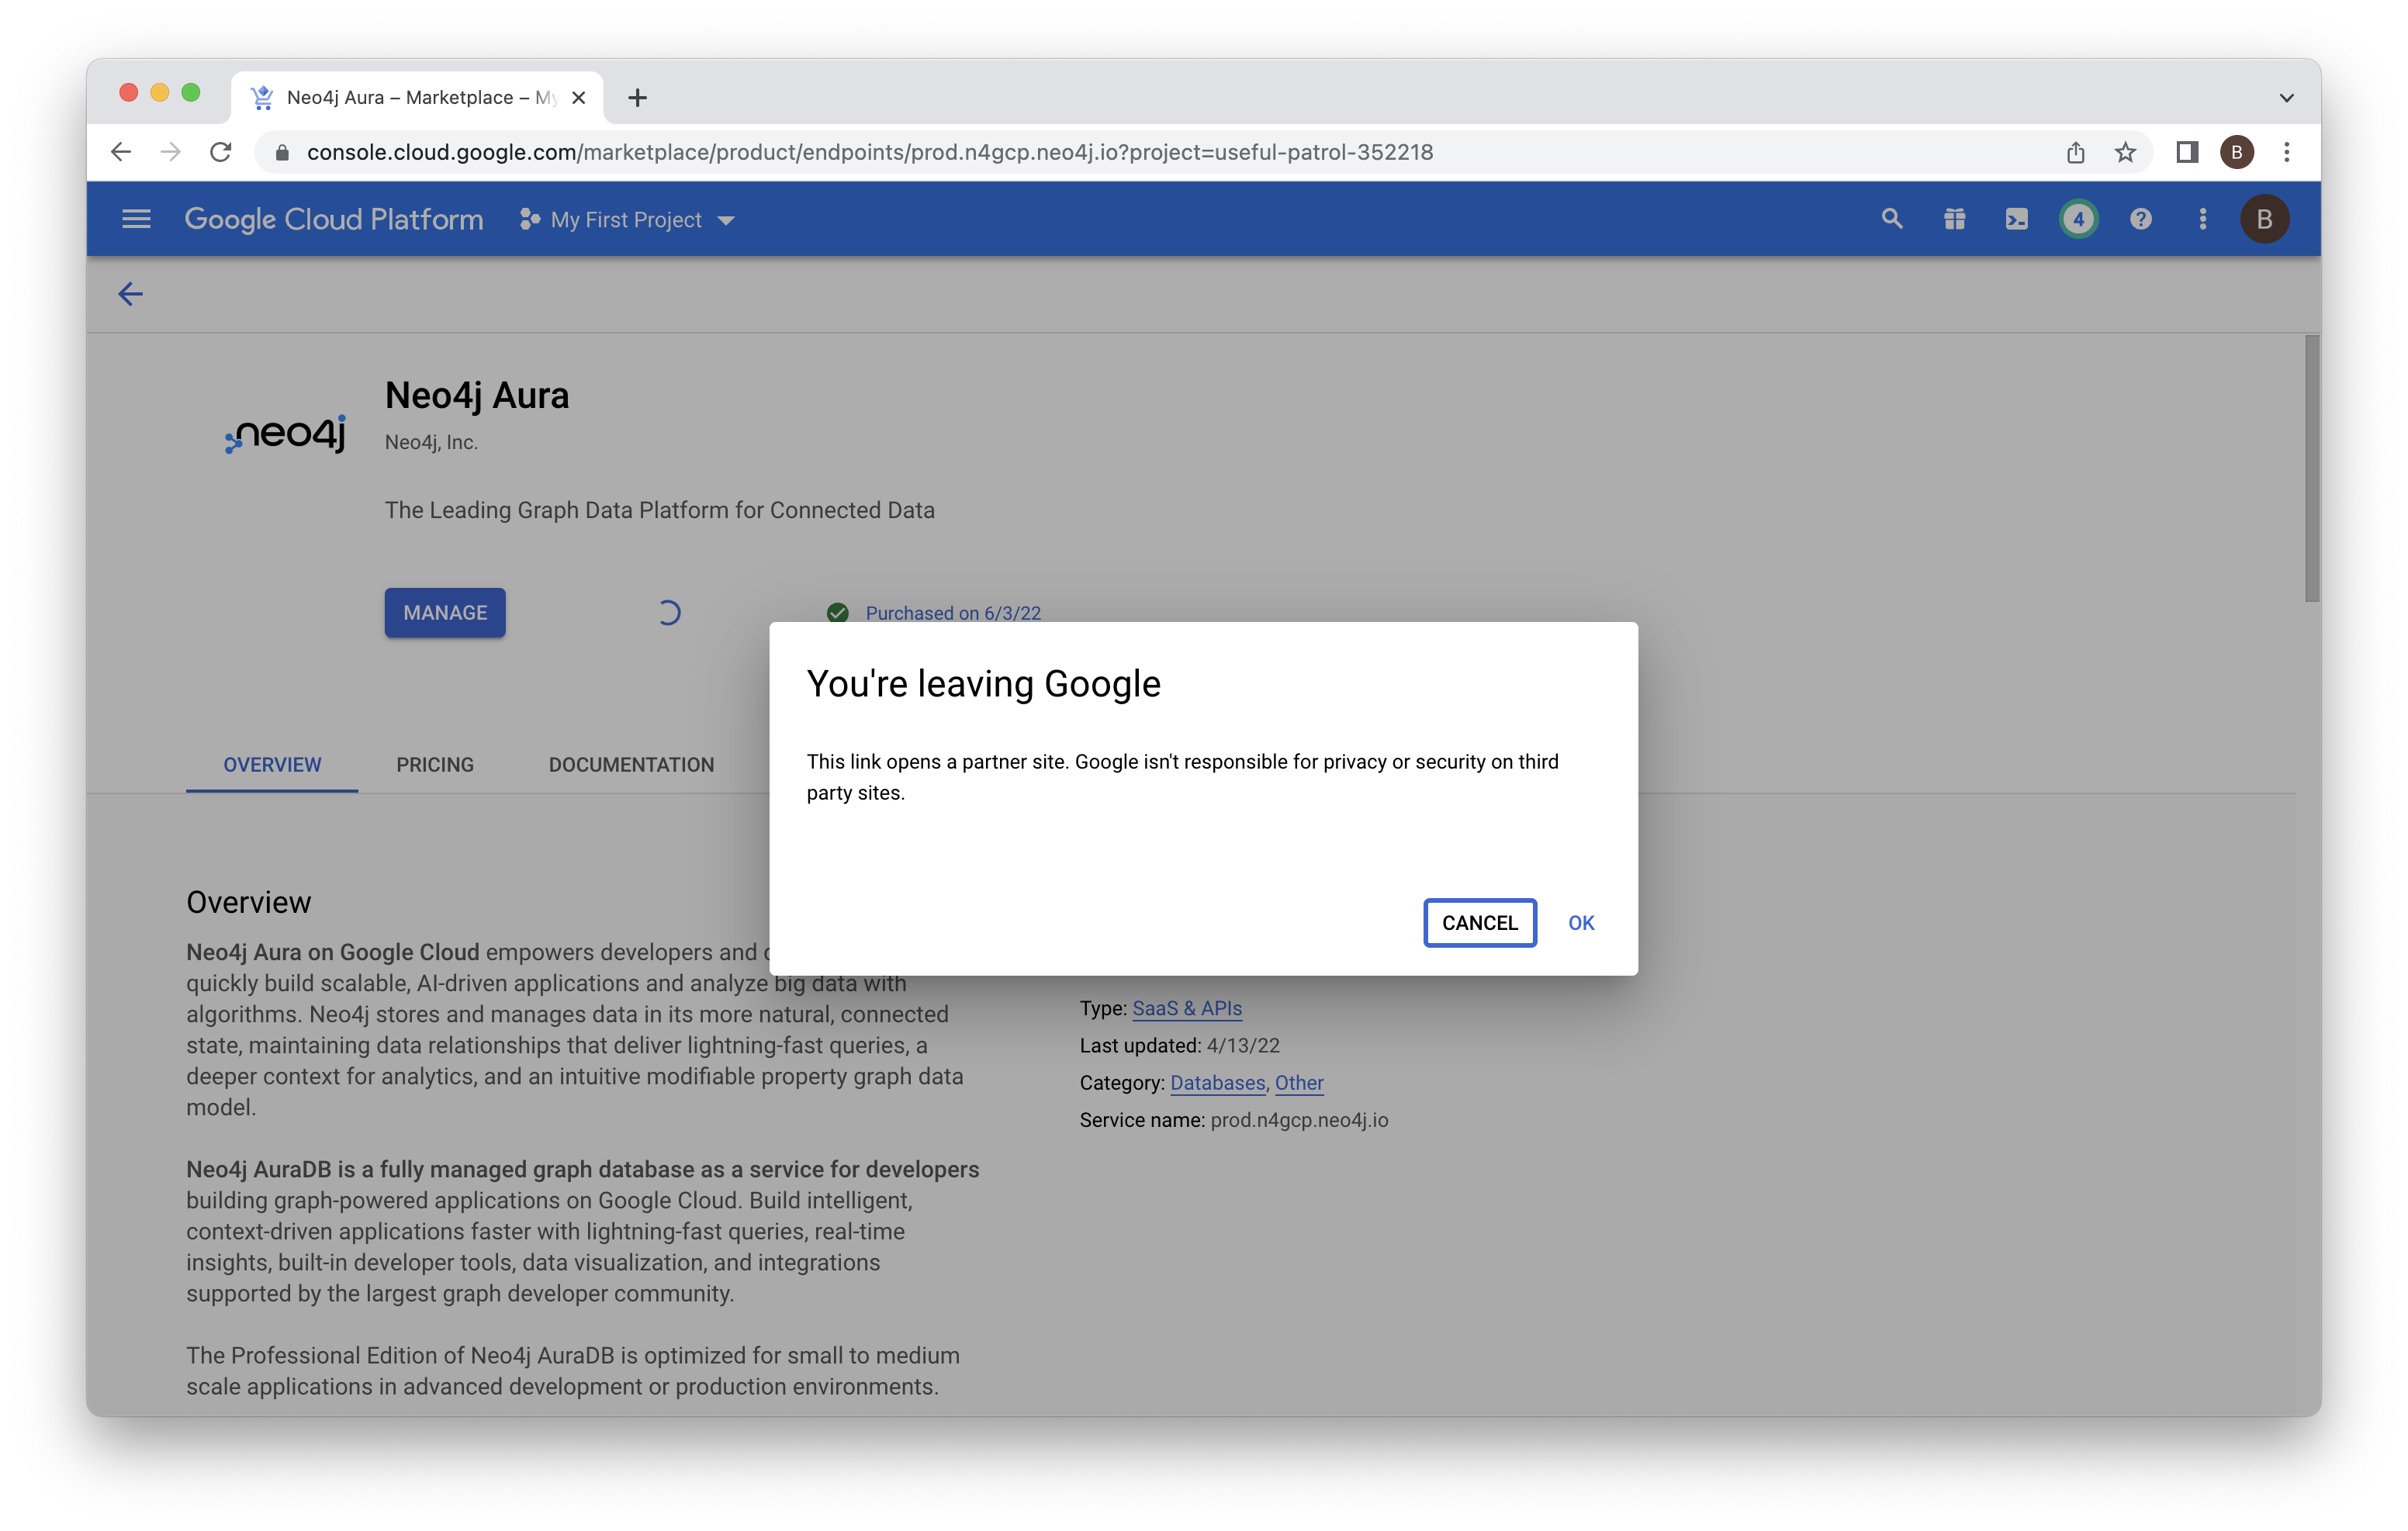 Neo4j Aura – Marketplace – My
console.cloud.google.com/marketplace/product/endpoints/prod.n4gcp.neo4j.io?project=useful-patrol-352218
B
Google Cloud Platform
My First Project
4
?
B
neo4j
Neo4j Aura
Neo4j, Inc.
The Leading Graph Data Platform for Connected Data
MANAGE
Purchased on 6/3/22
You're leaving Google
This link opens a partner site. Google isn't responsible for privacy or security on third
party sites.
CANCEL
OK
OVERVIEW
PRICING
DOCUMENTATION
Overview
Neo4j Aura on Google Cloud empowers developers and
quickly build scalable, AI-driven applications and analyze big data with
algorithms. Neo4j stores and manages data in its more natural, connected
state, maintaining data relationships that deliver lightning-fast queries, a
deeper context for analytics, and an intuitive modifiable property graph data
model.
Neo4j AuraDB is a fully managed graph database as a service for developers
building graph-powered applications on Google Cloud. Build intelligent,
context-driven applications faster with lightning-fast queries, real-time
insights, built-in developer tools, data visualization, and integrations
supported by the largest graph developer community.
The Professional Edition of Neo4j AuraDB is optimized for small to medium
scale applications in advanced development or production environments.
Type: SaaS & APIs
Last updated: 4/13/22
Category: Databases, Other
Service name: prod.n4gcp.neo4j.io